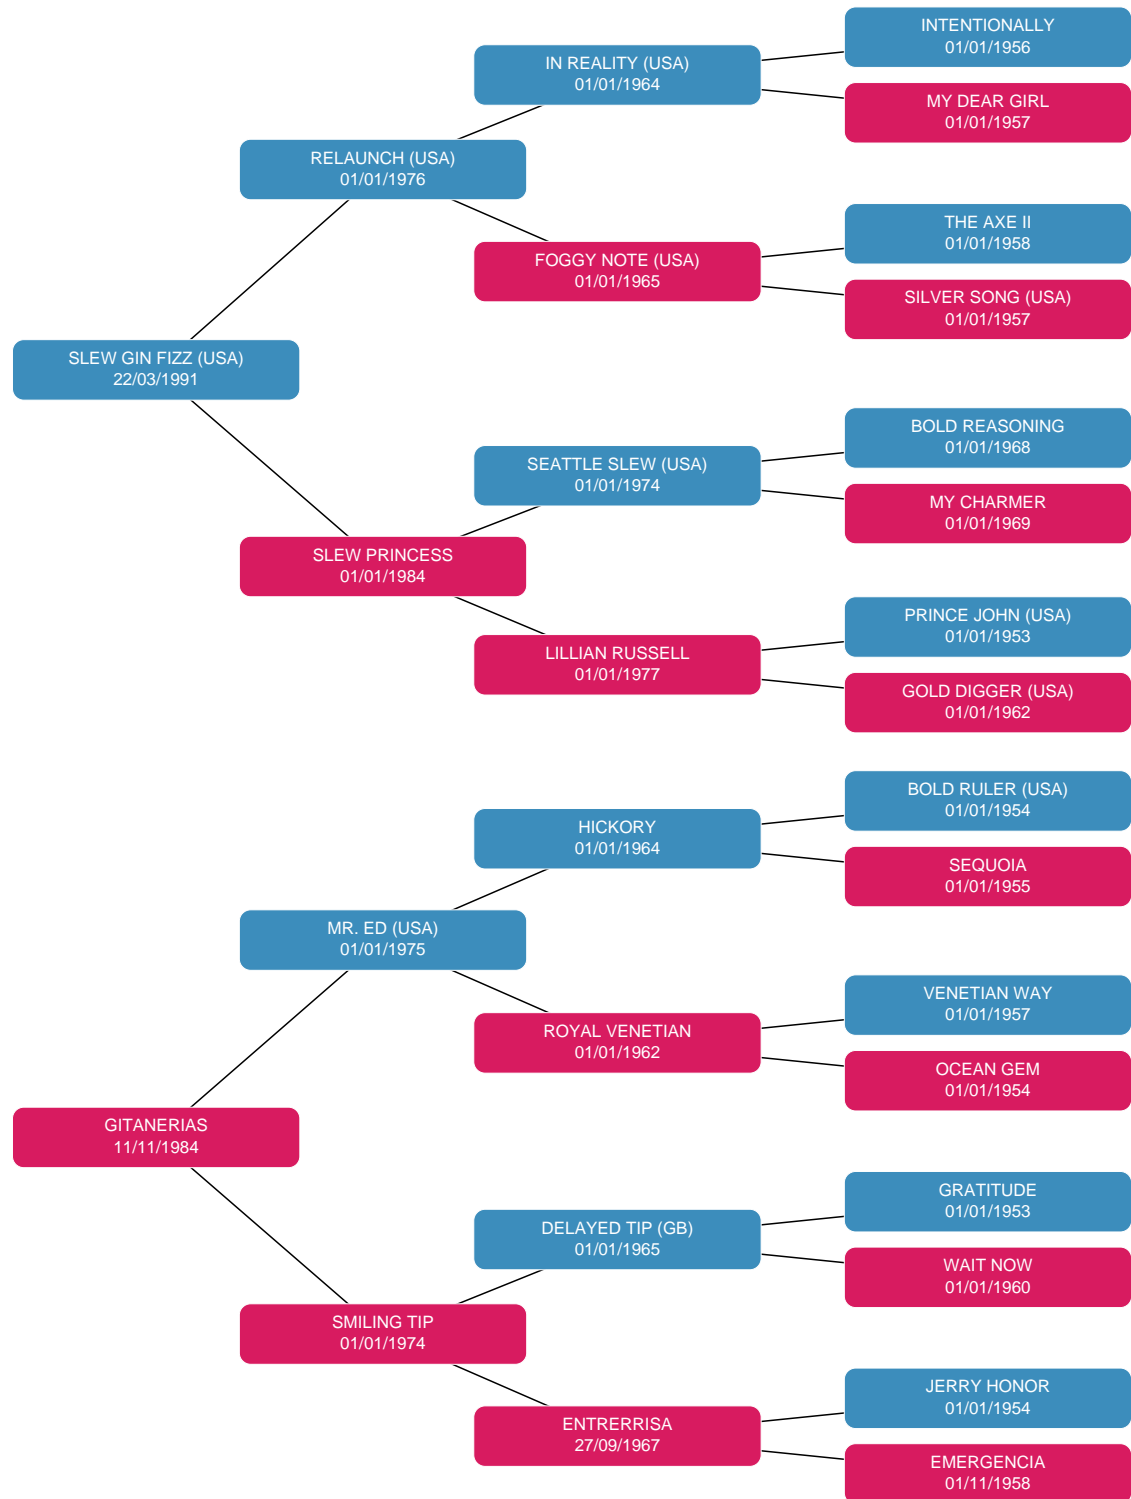 INTENTIONALLY
01/01/1956
IN REALITY (USA)
01/01/1964
MY DEAR GIRL
01/01/1957
RELAUNCH (USA)
01/01/1976
THE AXE II
01/01/1958
FOGGY NOTE (USA)
01/01/1965
SILVER SONG (USA)
01/01/1957
SLEW GIN FIZZ (USA)
22/03/1991
BOLD REASONING
01/01/1968
SEATTLE SLEW (USA)
01/01/1974
MY CHARMER
01/01/1969
SLEW PRINCESS
01/01/1984
PRINCE JOHN (USA)
01/01/1953
LILLIAN RUSSELL
01/01/1977
GOLD DIGGER (USA)
01/01/1962
BOLD RULER (USA)
01/01/1954
HICKORY
01/01/1964
SEQUOIA
01/01/1955
MR. ED (USA)
01/01/1975
VENETIAN WAY
01/01/1957
ROYAL VENETIAN
01/01/1962
OCEAN GEM
01/01/1954
GITANERIAS
11/11/1984
GRATITUDE
01/01/1953
DELAYED TIP (GB)
01/01/1965
WAIT NOW
01/01/1960
SMILING TIP
01/01/1974
JERRY HONOR
01/01/1954
ENTRERRISA
27/09/1967
EMERGENCIA
01/11/1958